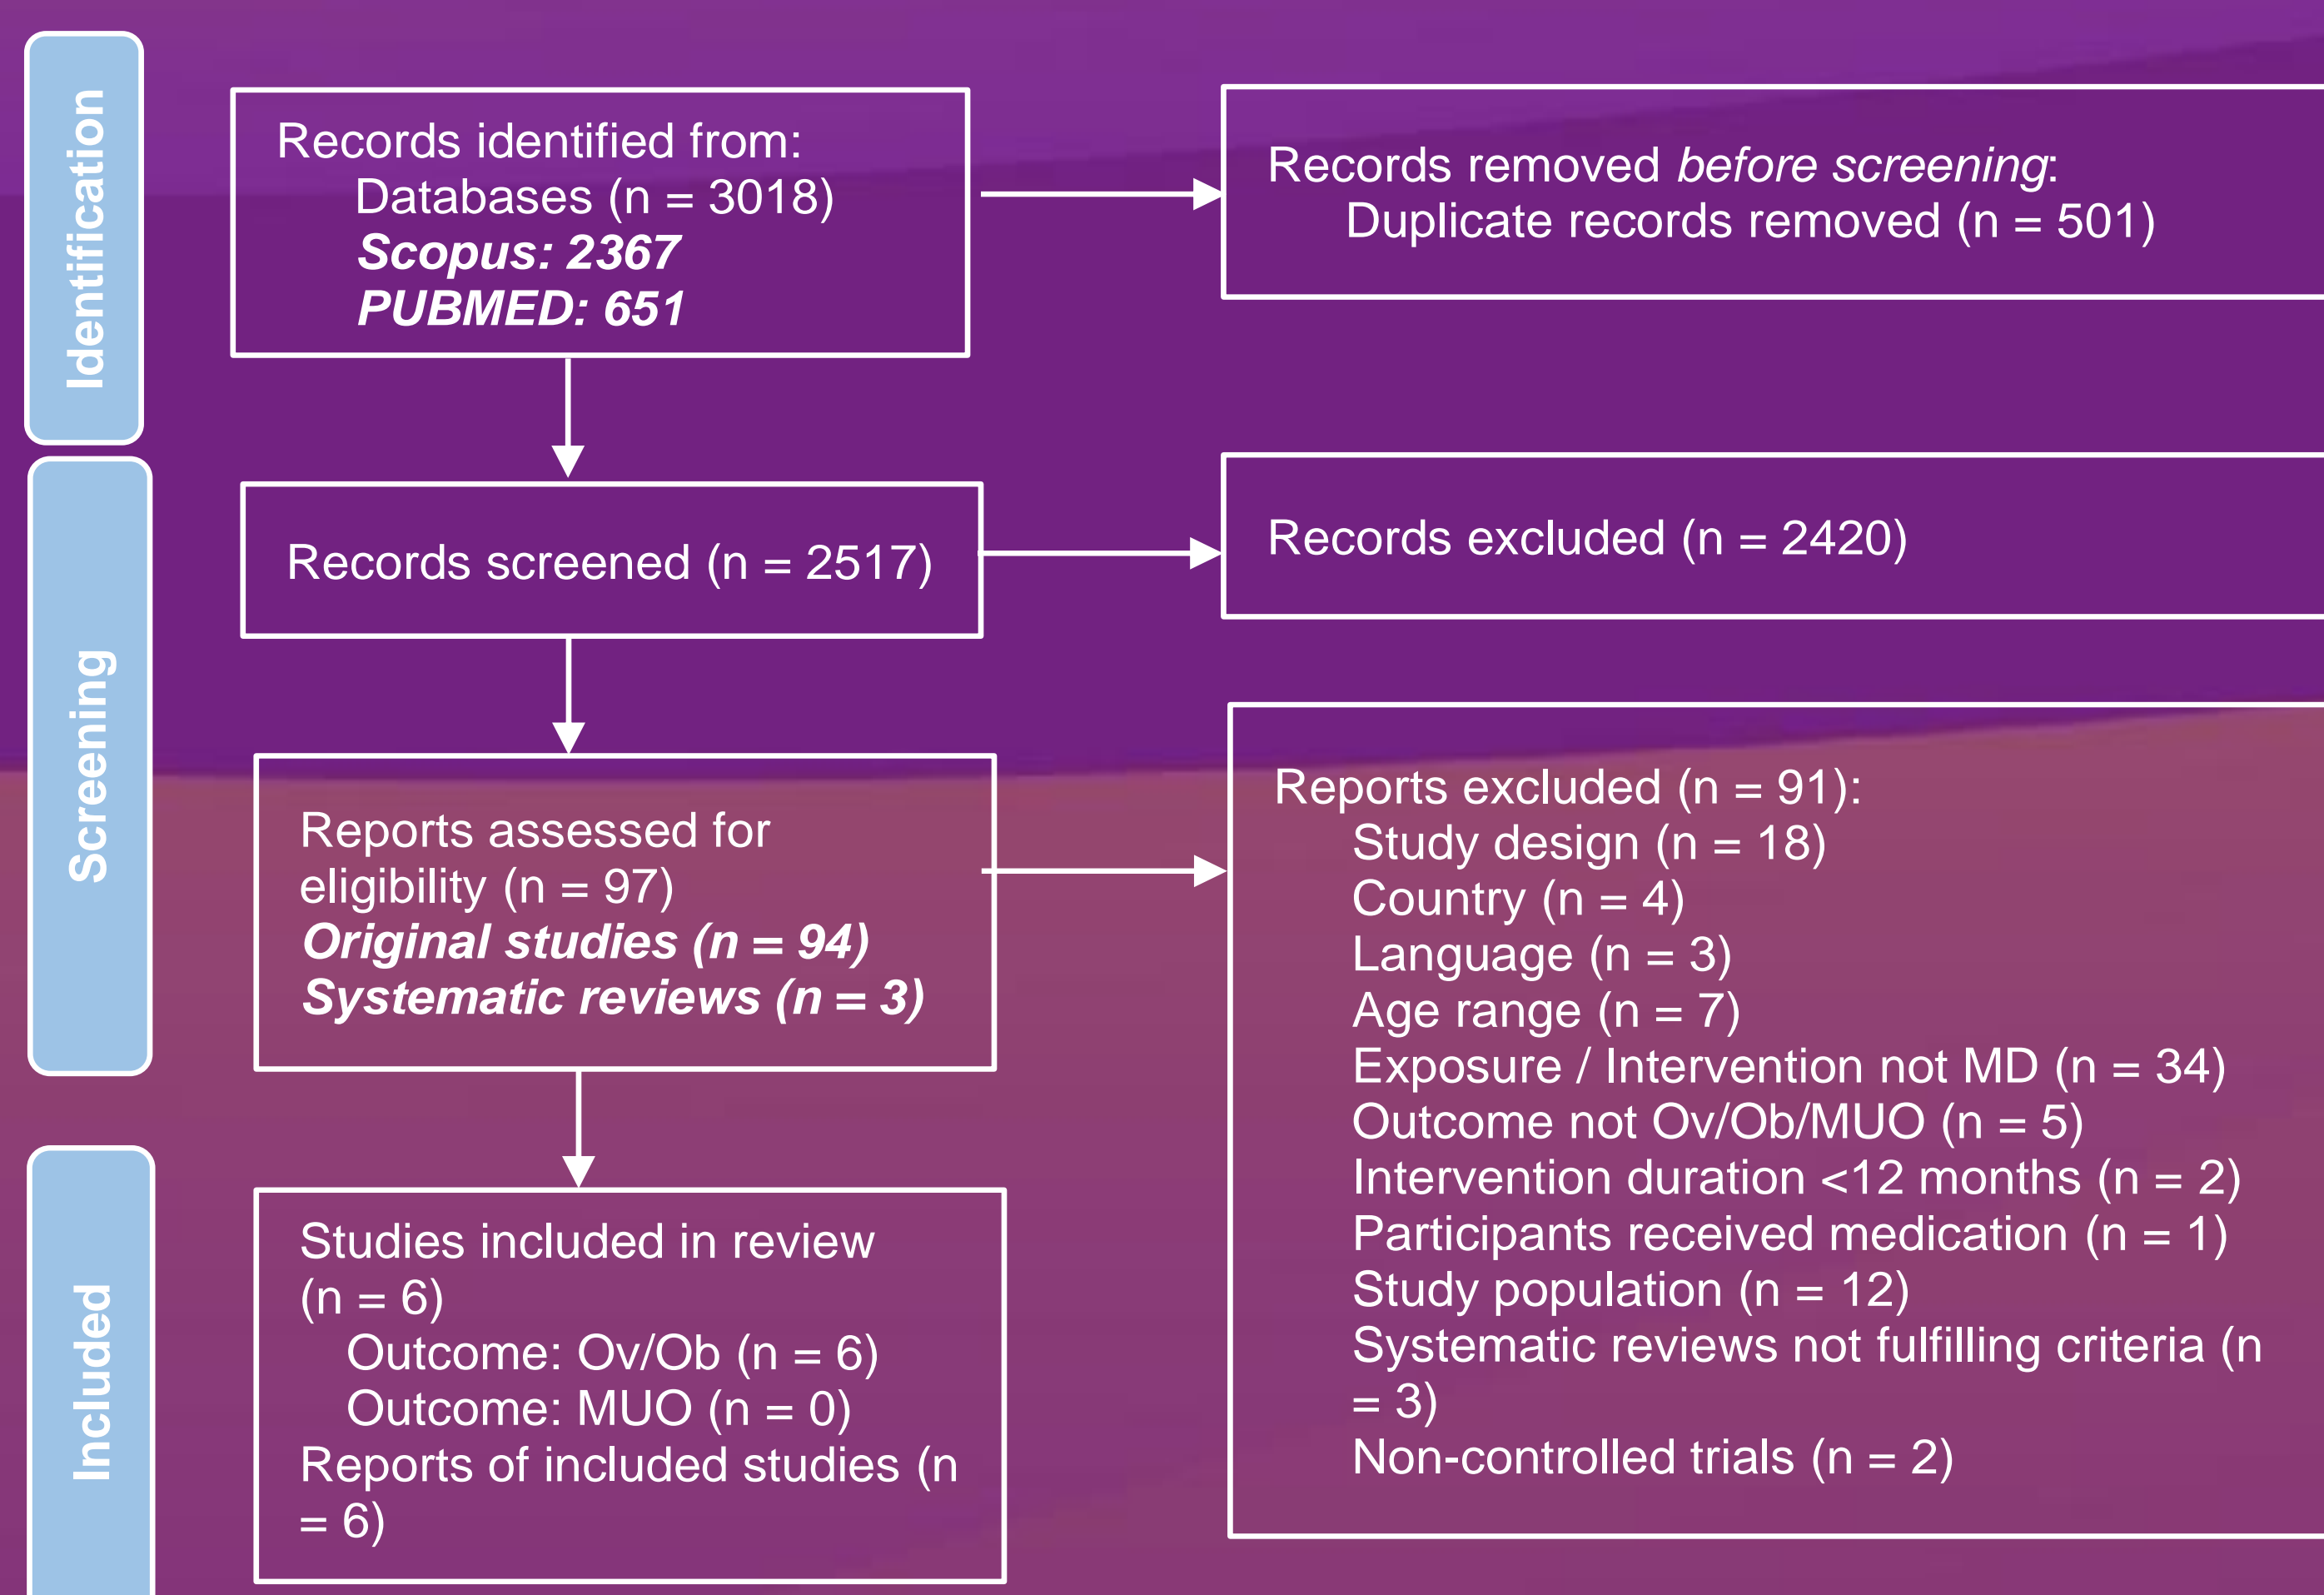 Identification
Records identified from:
Databases (n = 3018)
Scopus: 2367
PUBMED: 651
Records removed before screening:
Duplicate records removed (n = 501)
Screening
Records screened (n = 2517)
Records excluded (n = 2420)
Reports assessed for
eligibility (n = 97)
Original studies (n = 94)
Systematic reviews (n = 3)
Reports excluded (n = 91):
Study design (n = 18)
Country (n = 4)
Language (n = 3)
Age range (n = 7)
Exposure / Intervention not MD (n = 34)
Outcome not Ov/Ob/MUO (n = 5)
Intervention duration <12 months (n = 2)
Participants received medication (n = 1)
Study population (n = 12)
Systematic reviews not fulfilling criteria (n
= 3)
Non-controlled trials (n = 2)
Included
Studies included in review
(n = 6)
Outcome: Ov/Ob (n = 6)
Outcome: MUO (n = 0)
Reports of included studies (n
= 6)